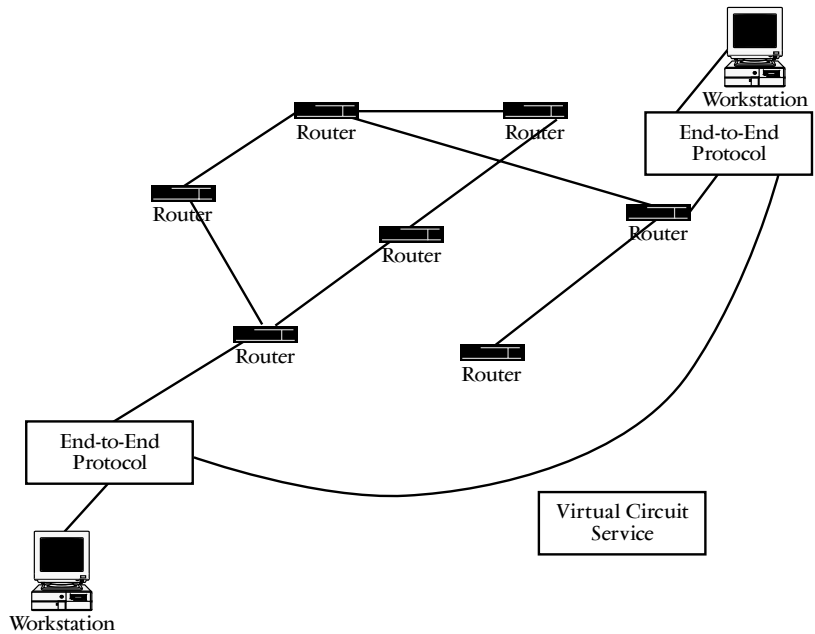 Workstation
End-to-End
Protocol
Router
Router
Router
Router
Router
Router
Router
End-to-End
Protocol
Virtual Circuit
Service
Workstation